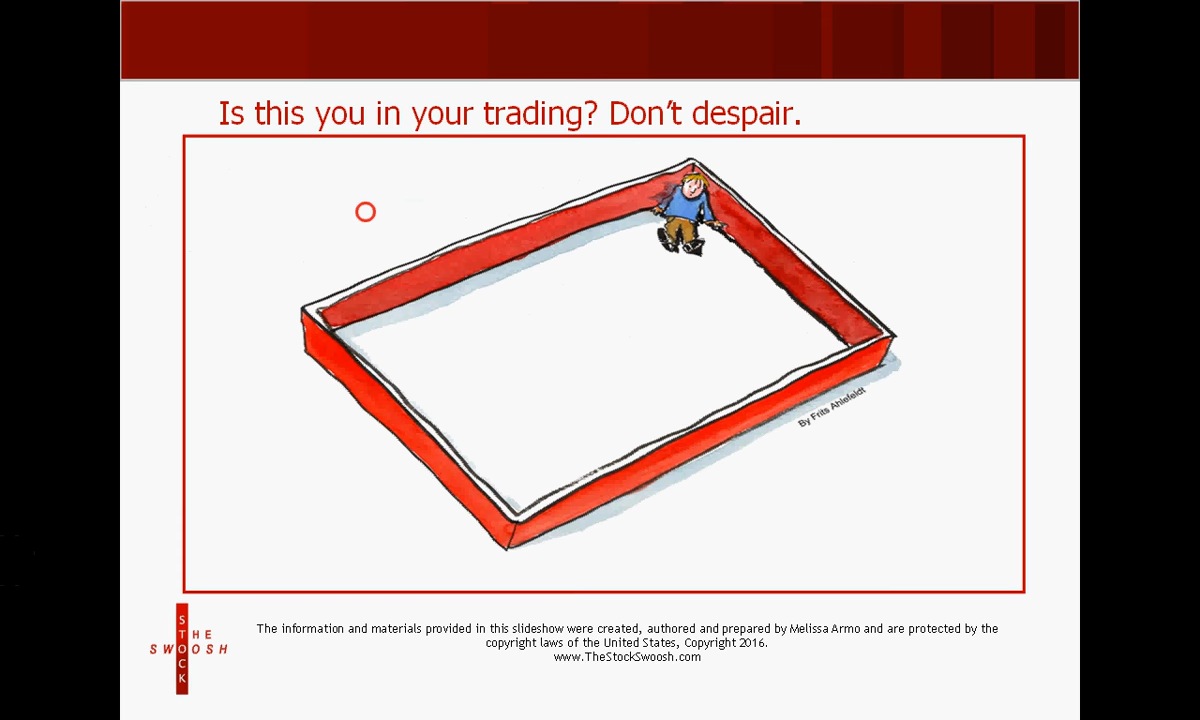 Is this you in your trading? Don't despair.
By Frits Ahlefeldt
STOCK
THE
SWOOSH
The information and materials provided in this slideshow were created, authored and prepared by Melissa Armo and are protected by the
copyright laws of the United States, Copyright 2016.
www.TheStockSwoosh.com